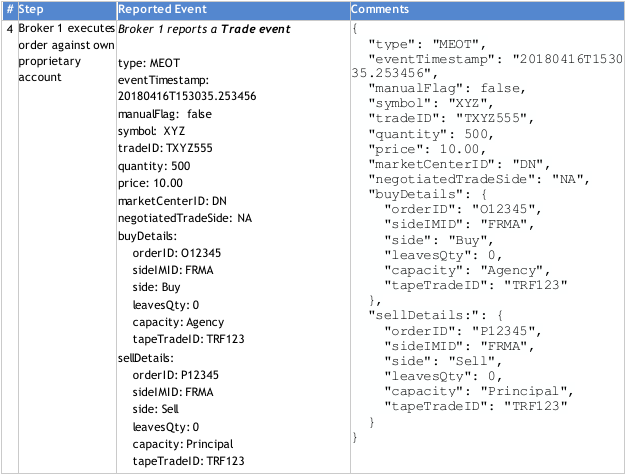 # Step Reported Event Comments
4 Broker 1 executes
order against own
proprietary
account
Broker 1 reports a Trade event
type: MEOT
eventTimestamp:
20180416T153035.253456
manualFlag: false
symbol: XYZ
tradeID: TXYZ555
quantity: 500
price: 10.00
marketCenterID: DN
negotiatedTradeSide: NA
buyDetails:
orderID: O12345
sideIMID: FRMA
side: Buy
leavesQty: 0
capacity: Agency
tapeTradeID: TRF123
sellDetails:
orderID: P12345
sideIMID: FRMA
side: Sell
leavesQty: 0
capacity: Principal
tapeTradeID: TRF123
{
"type": "MEOT",
"eventTimestamp": "20180416T1530
35.253456",
"manualFlag": false,
"symbol": "XYZ",
"tradeID": "TXYZ555",
"quantity": 500,
"price": 10.00,
"marketCenterID": "DN",
"negotiatedTradeSide": "NA",
"buyDetails": {
"orderID": "O12345",
"sideIMID": "FRMA",
"side": "Buy",
"leavesQty": 0,
"capacity": "Agency",
"tapeTradeID": "TRF123"
},
"sellDetails:": {
"orderID": "P12345",
"sideIMID": "FRMA",
"side": "Sell",
"leavesQty": 0,
"capacity": "Principal",
"tapeTradeID": "TRF123"
}
}